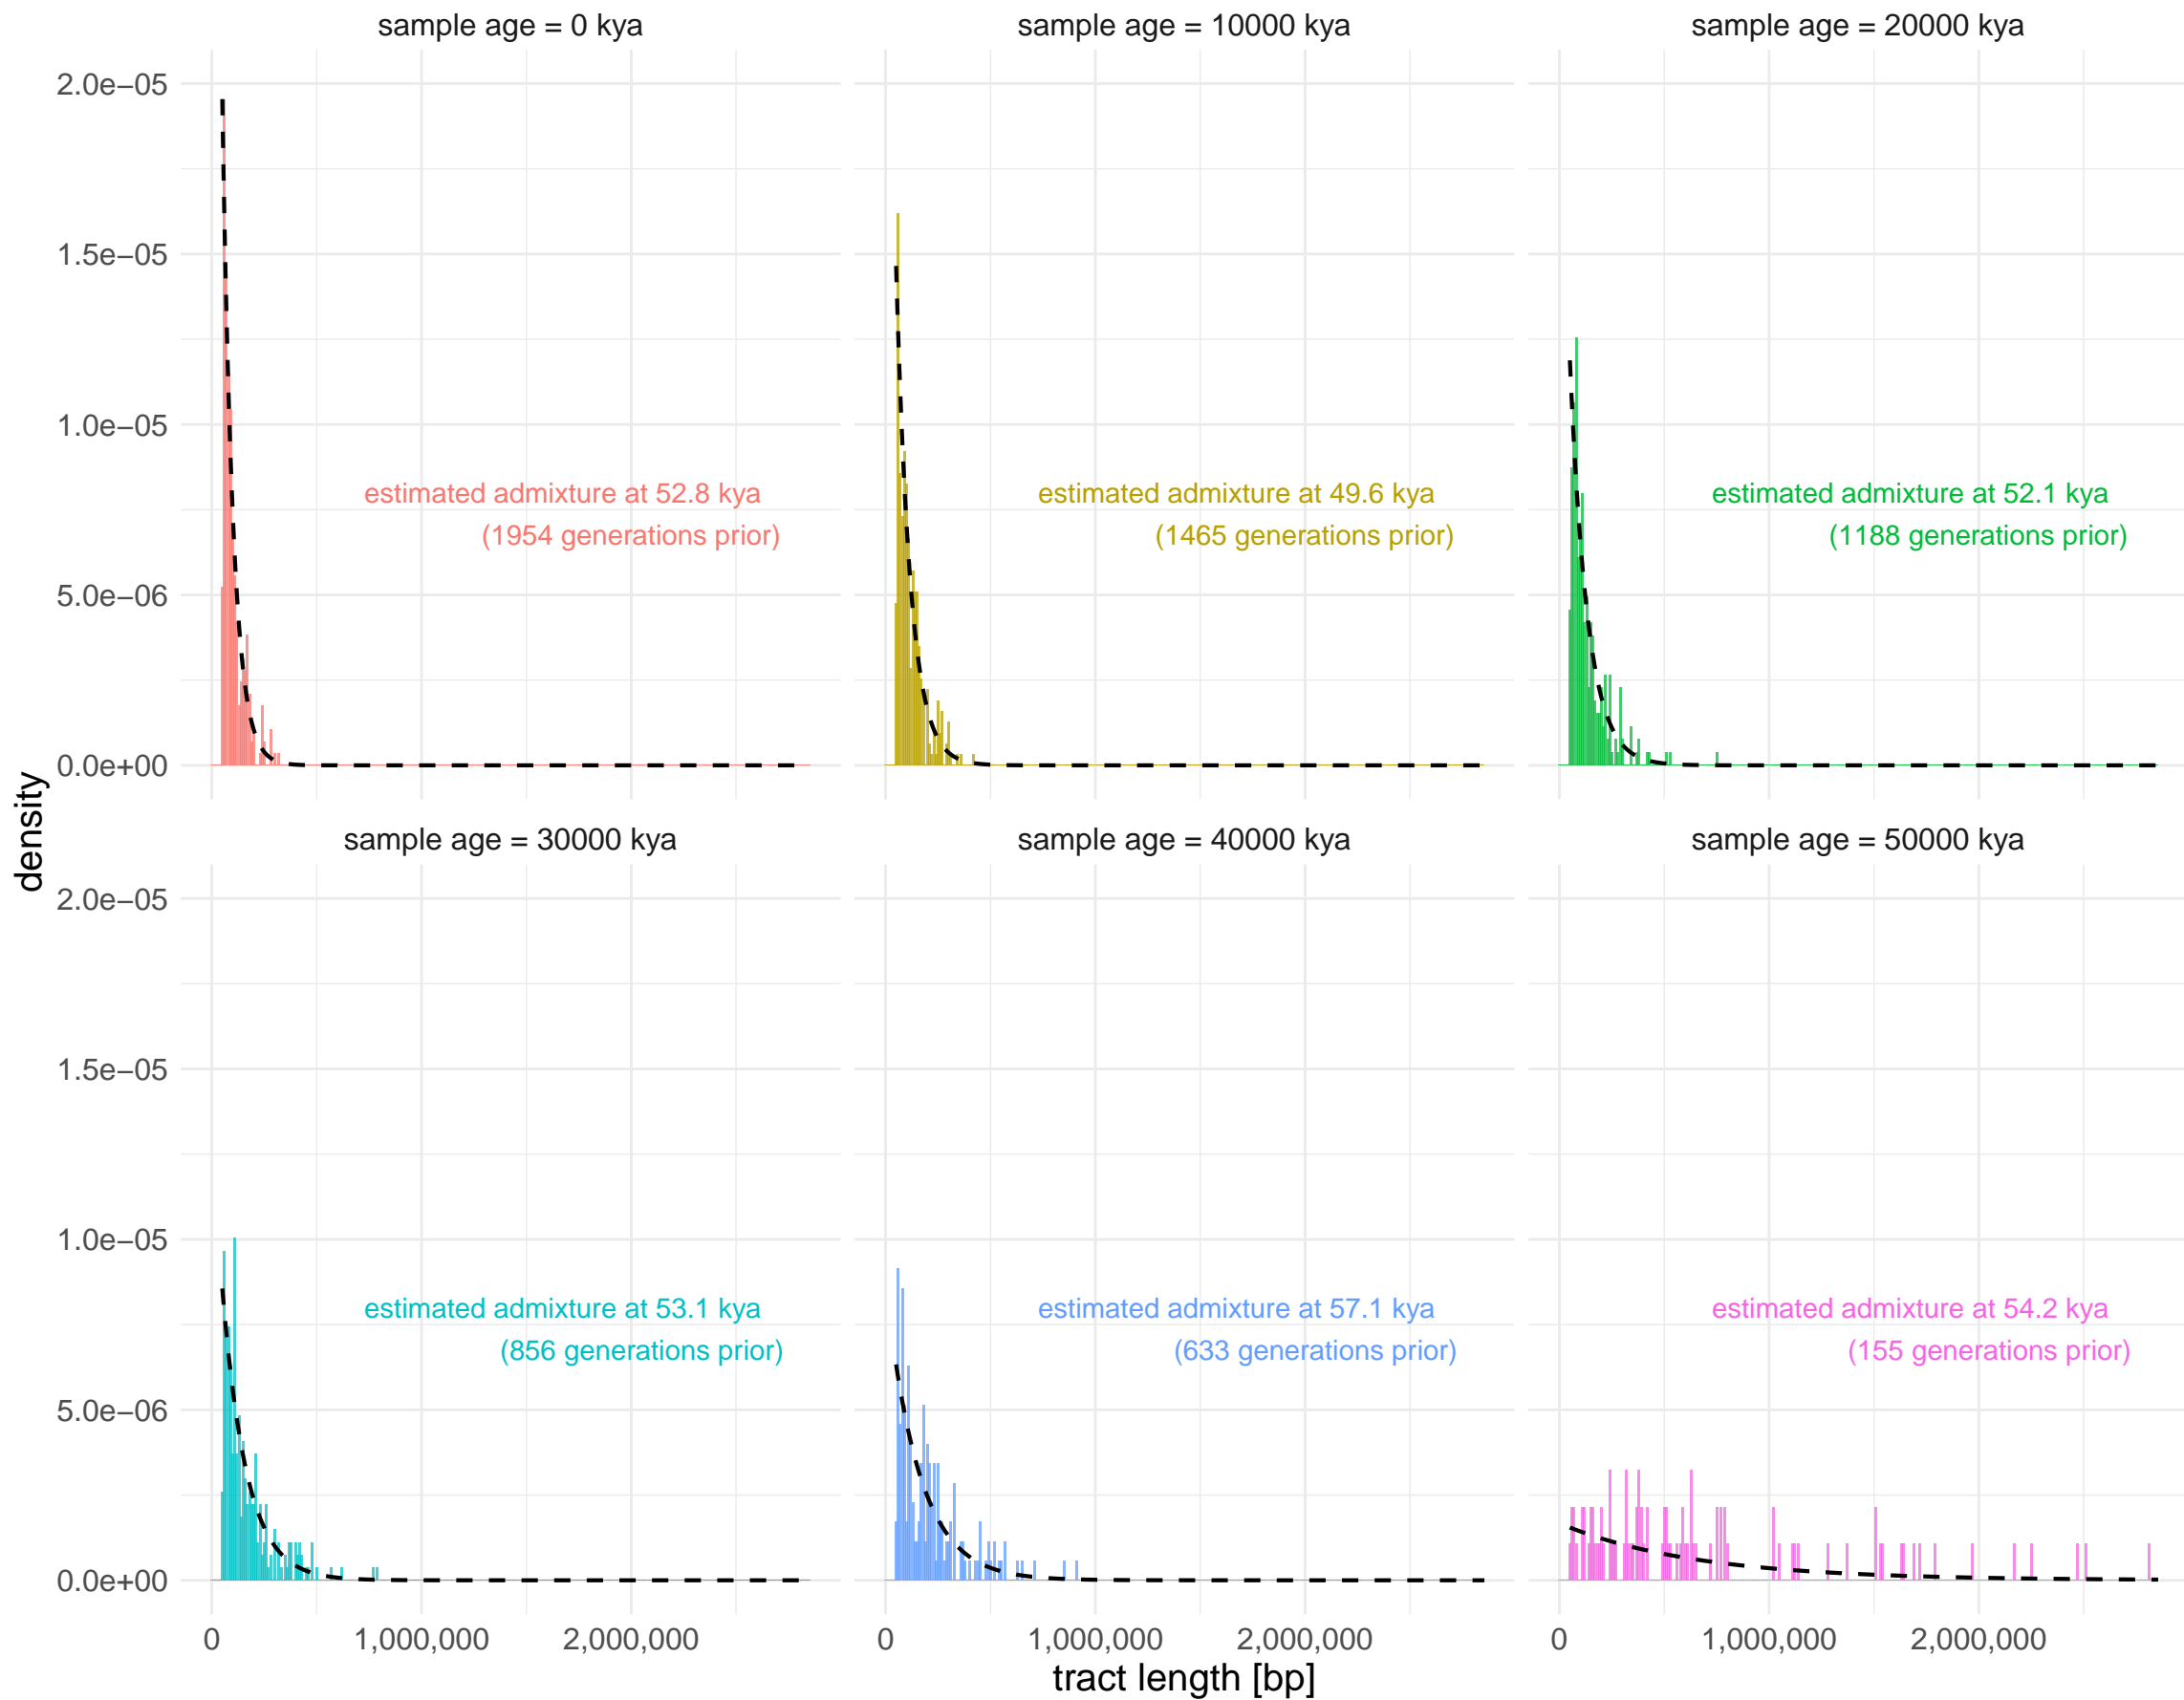 sample age = 0 kya
sample age = 10000 kya
sample age = 20000 kya
2.0e−05
1.5e−05
1.0e−05
5.0e−06
0.0e+00
estimated admixture at 52.8 kya
(1954 generations prior)
estimated admixture at 49.6 kya
(1465 generations prior)
estimated admixture at 52.1 kya
(1188 generations prior)
density
sample age = 30000 kya
sample age = 40000 kya
sample age = 50000 kya
2.0e−05
1.5e−05
1.0e−05
5.0e−06
0.0e+00
estimated admixture at 53.1 kya
(856 generations prior)
estimated admixture at 57.1 kya
(633 generations prior)
estimated admixture at 54.2 kya
(155 generations prior)
0 1,000,000 2,000,000
0 1,000,000 2,000,000
0 1,000,000 2,000,000
tract length [bp]